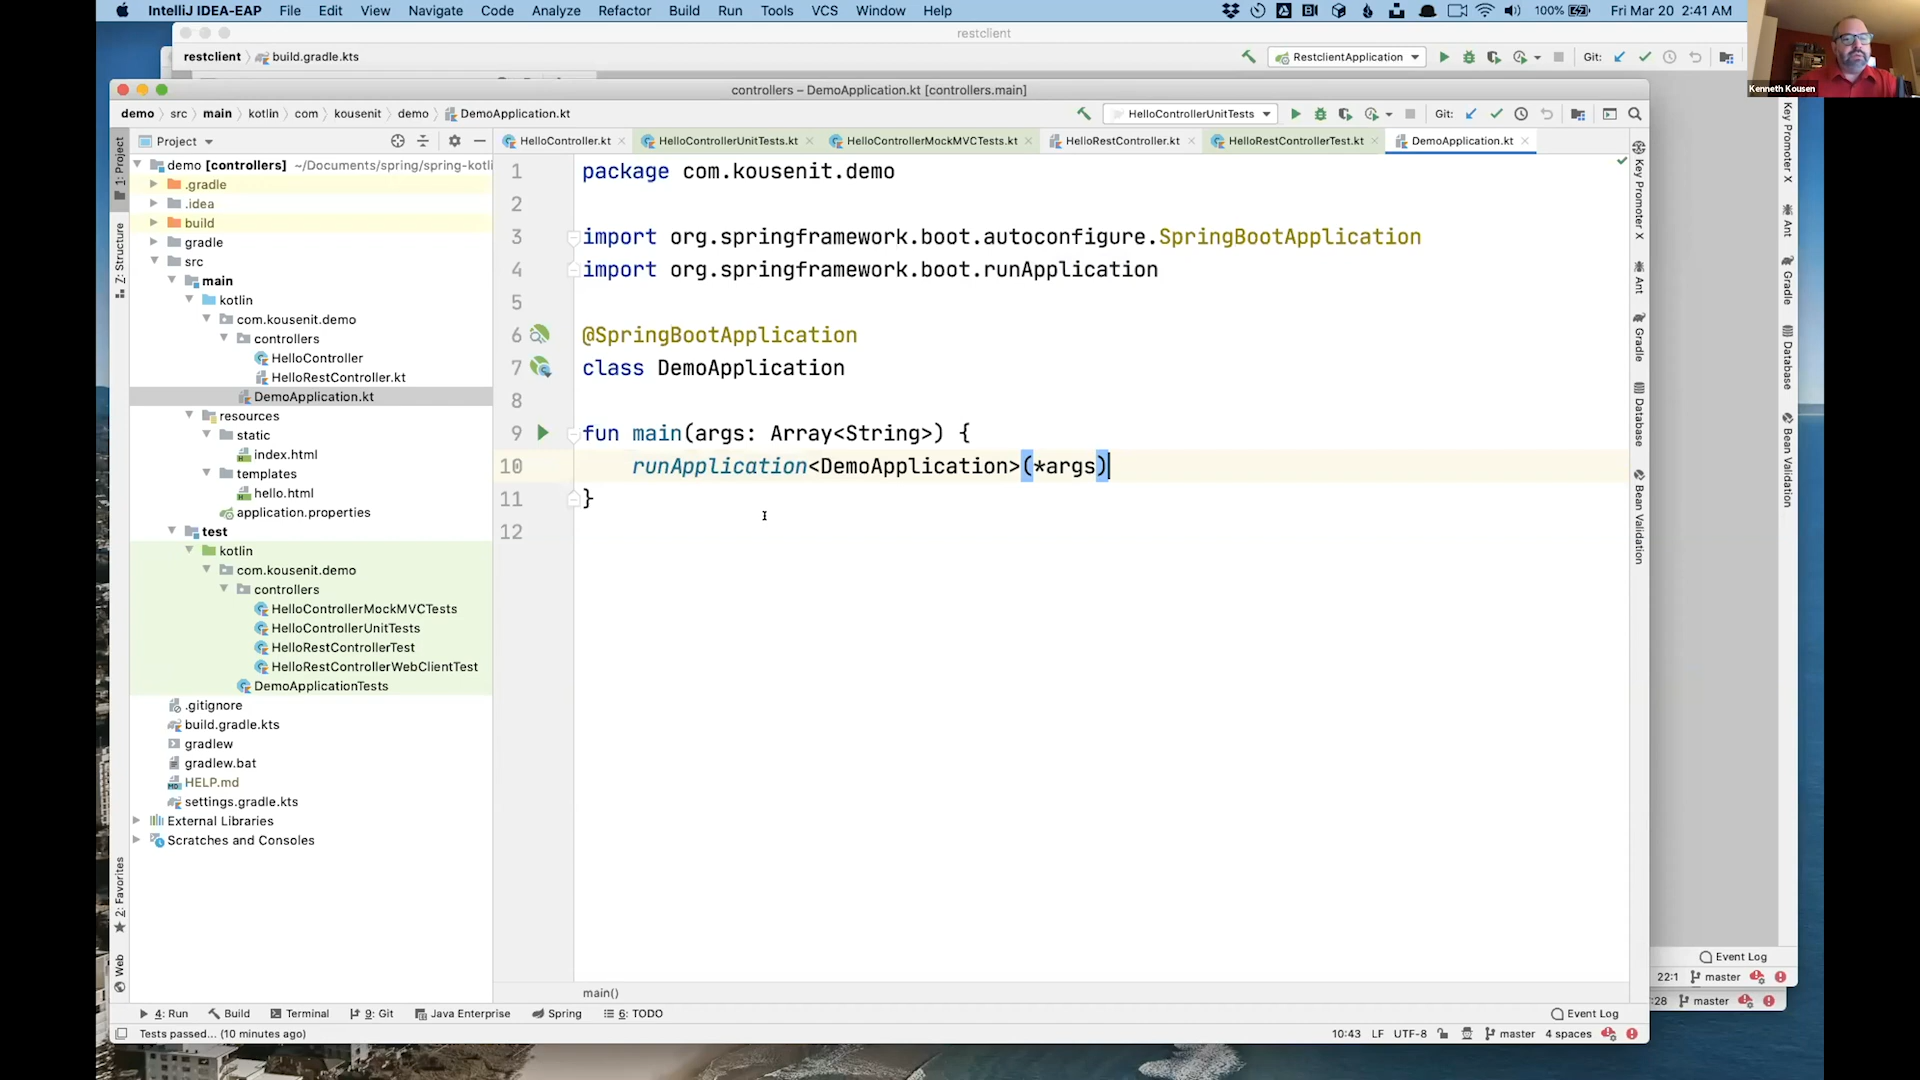 IntelliJ IDEA-EAP File Edit View Navigate Code Analyze Refactor Build Run Tools VCS Window Help 100% Fri Mar 20 2:41 AM
restclient
restclient build.gradle.kts RestclientApplication Git:
Kenneth Kousen
controllers – DemoApplication.kt [controllers.main]
demo src main kotlin com kousenit demo DemoApplication.kt HelloControllerUnitTests Git:
Project HelloController.kt HelloControllerUnitTests.kt HelloControllerMockMVCTests.kt HelloRestController.kt HelloRestControllerTest.kt DemoApplication.kt
demo [controllers] ~/Documents/spring/spring-kotli
.gradle
.idea
build
gradle
src
main
kotlin
com.kousenit.demo
controllers
HelloController
HelloRestController.kt
DemoApplication.kt
resources
static
index.html
templates
hello.html
application.properties
test
kotlin
com.kousenit.demo
controllers
HelloControllerMockMVCTests
HelloControllerUnitTests
HelloRestControllerTest
HelloRestControllerWebClientTest
DemoApplicationTests
.gitignore
build.gradle.kts
gradlew
gradlew.bat
HELP.md
settings.gradle.kts
External Libraries
Scratches and Consoles
1 package com.kousenit.demo
2
3 import org.springframework.boot.autoconfigure.SpringBootApplication
4 import org.springframework.boot.runApplication
5
6 @SpringBootApplication
7 class DemoApplication
8
9 fun main(args: Array<String>) {
10 runApplication<DemoApplication>(*args)
11 }
12
main()
1: Project
Z: Structure
2: Favorites
Web
Key Promoter X
Ant
Gradle
Database
Bean Validation
Key Promoter X
Ant
Gradle
Database
Bean Validation
Event Log
22:1 master
:28 master
4: Run Build Terminal 9: Git Java Enterprise Spring 6: TODO Event Log
Tests passed... (10 minutes ago) 10:43 LF UTF-8 master 4 spaces